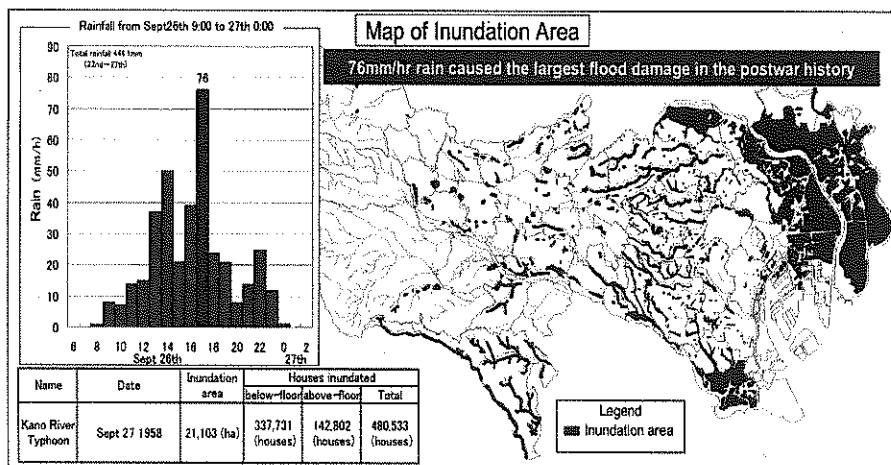 Rainfall from Sept26th 9:00 to 27th 0:00
Map of Inundation Area
76mm/hr rain caused the largest flood damage in the postwar history
Total rainfall
(22nd~27th)
76
Rain (mm/h)
90
80
70
60
50
40
30
20
10
0
6 8 10 12 14 16 18 20 22 0 2
Sept 26th 27th
Name Date Inundation area Houses inundated
below-floor above-floor Total
Kano River Typhoon Sept 27 1958 21,103 (ha) 337,731 (houses) 142,802 (houses) 480,533 (houses)
Legend
Inundation area